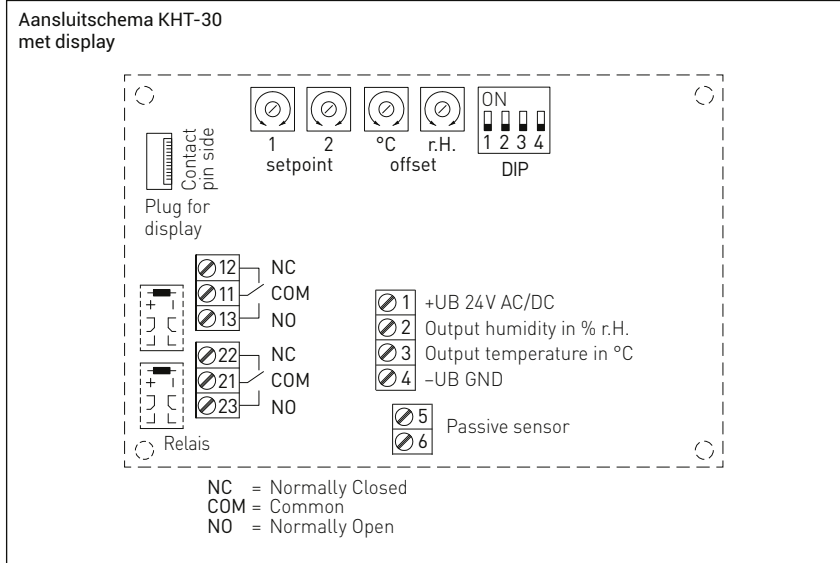 Aansluitschema KHT-30
met display
ON
1 2 3 4
DIP
1 2 °C r.H.
setpoint offset
Contact
pin side
Plug for
display
12 NC
11 COM
13 NO
22 NC
21 COM
23 NO
+ –
+ –
Relais
1 +UB 24V AC/DC
2 Output humidity in % r.H.
3 Output temperature in °C
4 –UB GND
5
6
Passive sensor
NC = Normally Closed
COM = Common
NO = Normally Open